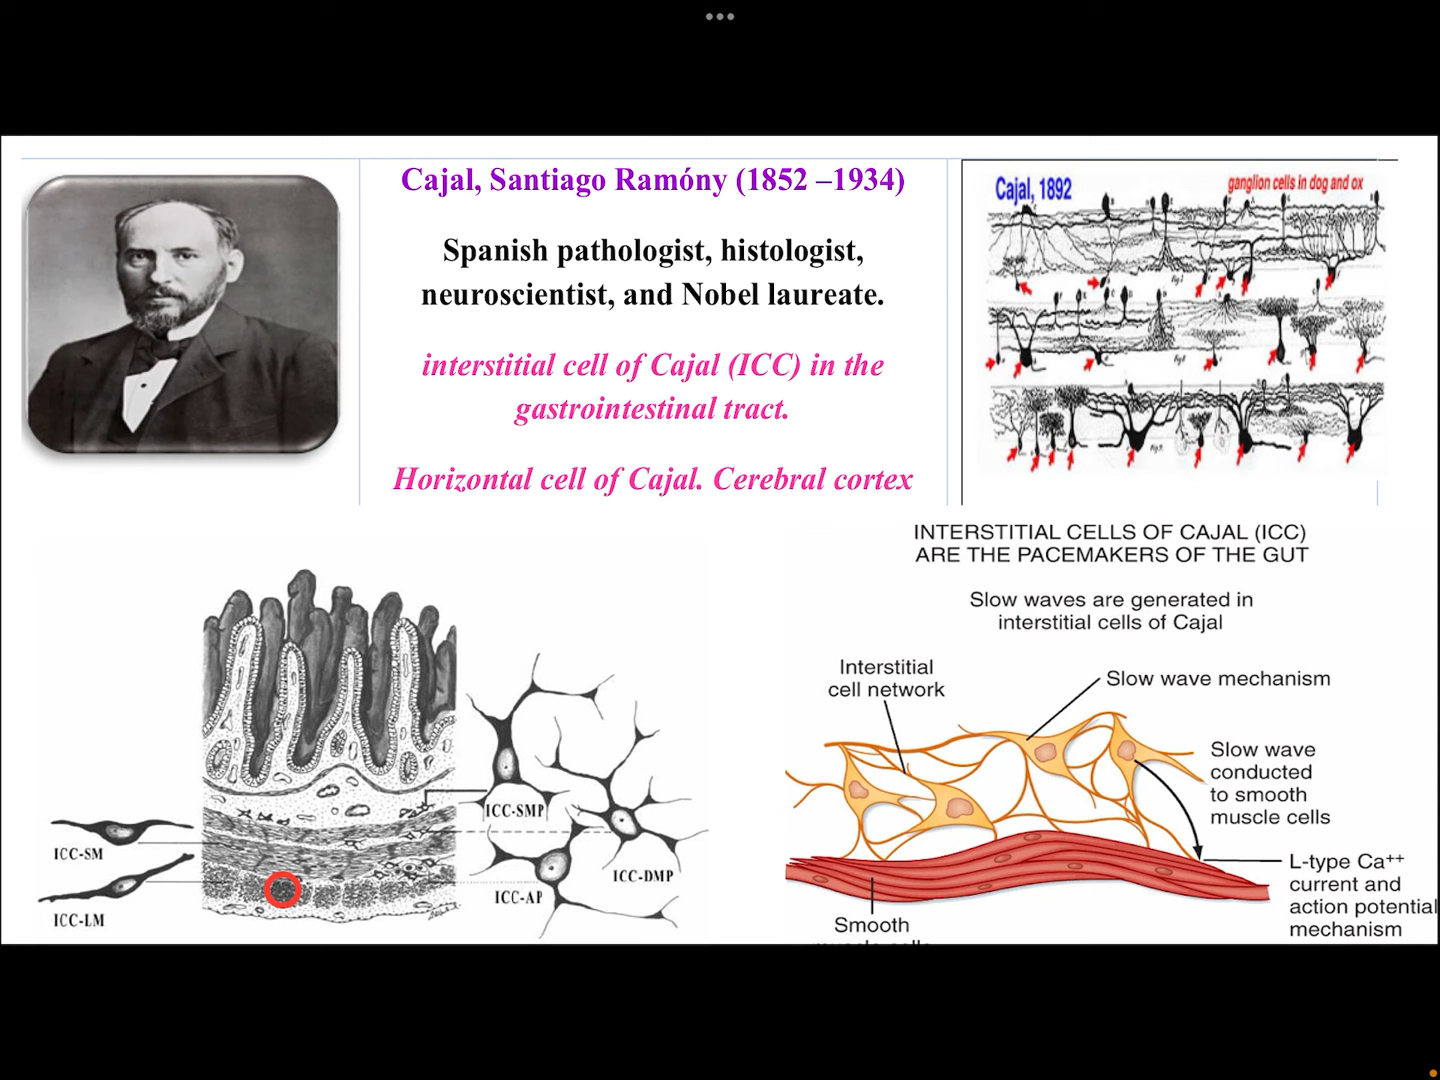 Cajal, Santiago Ramóny (1852 –1934)
Spanish pathologist, histologist,
neuroscientist, and Nobel laureate.
interstitial cell of Cajal (ICC) in the
gastrointestinal tract.
Horizontal cell of Cajal. Cerebral cortex
Cajal, 1892
ganglion cells in dog and ox
ICC-SM
ICC-LM
ICC-SMP
ICC-DMP
ICC-AP
INTERSTITIAL CELLS OF CAJAL (ICC)
ARE THE PACEMAKERS OF THE GUT
Slow waves are generated in
interstitial cells of Cajal
Interstitial
cell network
Slow wave mechanism
Slow wave
conducted
to smooth
muscle cells
L-type Ca++
current and
action potential
mechanism
Smooth